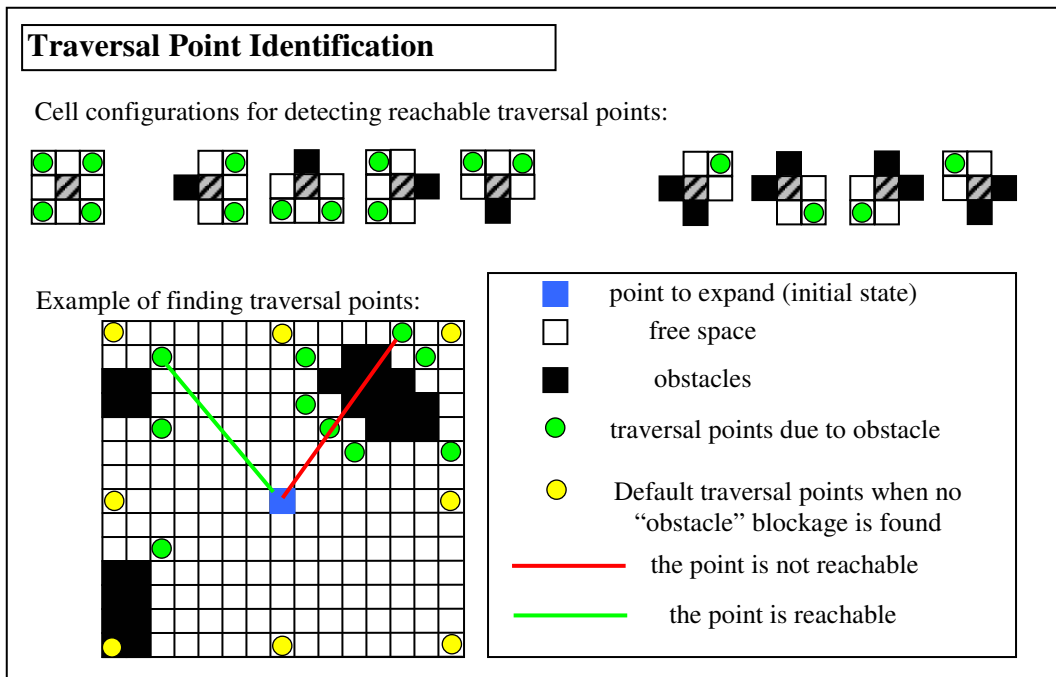 Traversal Point Identification
Cell configurations for detecting reachable traversal points:
Example of finding traversal points:
point to expand (initial state)
free space
obstacles
traversal points due to obstacle
Default traversal points when no
“obstacle” blockage is found
the point is not reachable
the point is reachable